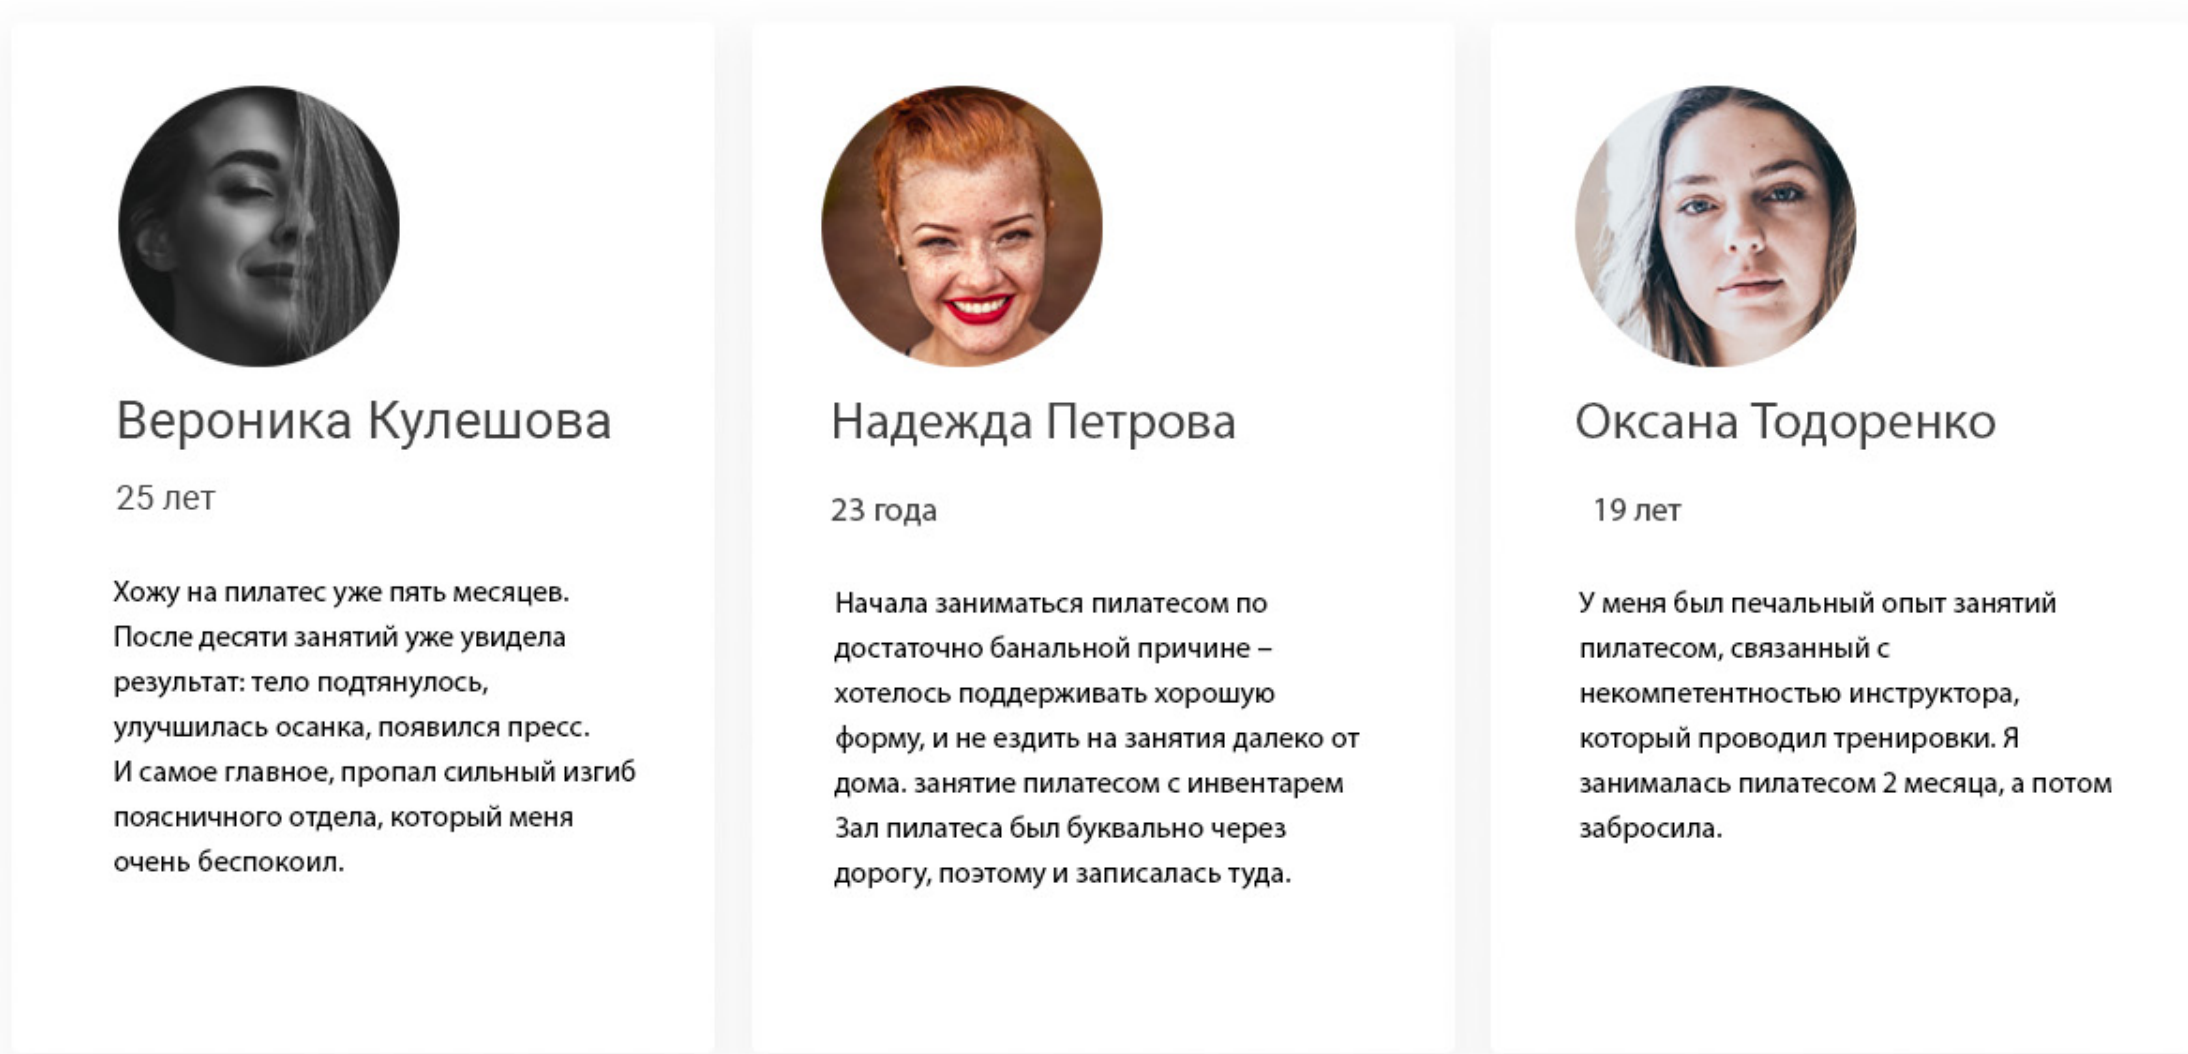 Вероника Кулешова
25 лет
Хожу на пилатес уже пять месяцев.
После десяти занятий уже увидела
результат: тело подтянулось,
улучшилась осанка, появился пресс.
И самое главное, пропал сильный изгиб
поясничного отдела, который меня
очень беспокоил.
Надежда Петрова
23 года
Начала заниматься пилатесом по
достаточно банальной причине –
хотелось поддерживать хорошую
форму, и не ездить на занятия далеко от
дома. занятие пилатесом с инвентарем
Зал пилатеса был буквально через
дорогу, поэтому и записалась туда.
Оксана Тодоренко
19 лет
У меня был печальный опыт занятий
пилатесом, связанный с
некомпетентностью инструктора,
который проводил тренировки. Я
занималась пилатесом 2 месяца, а потом
забросила.